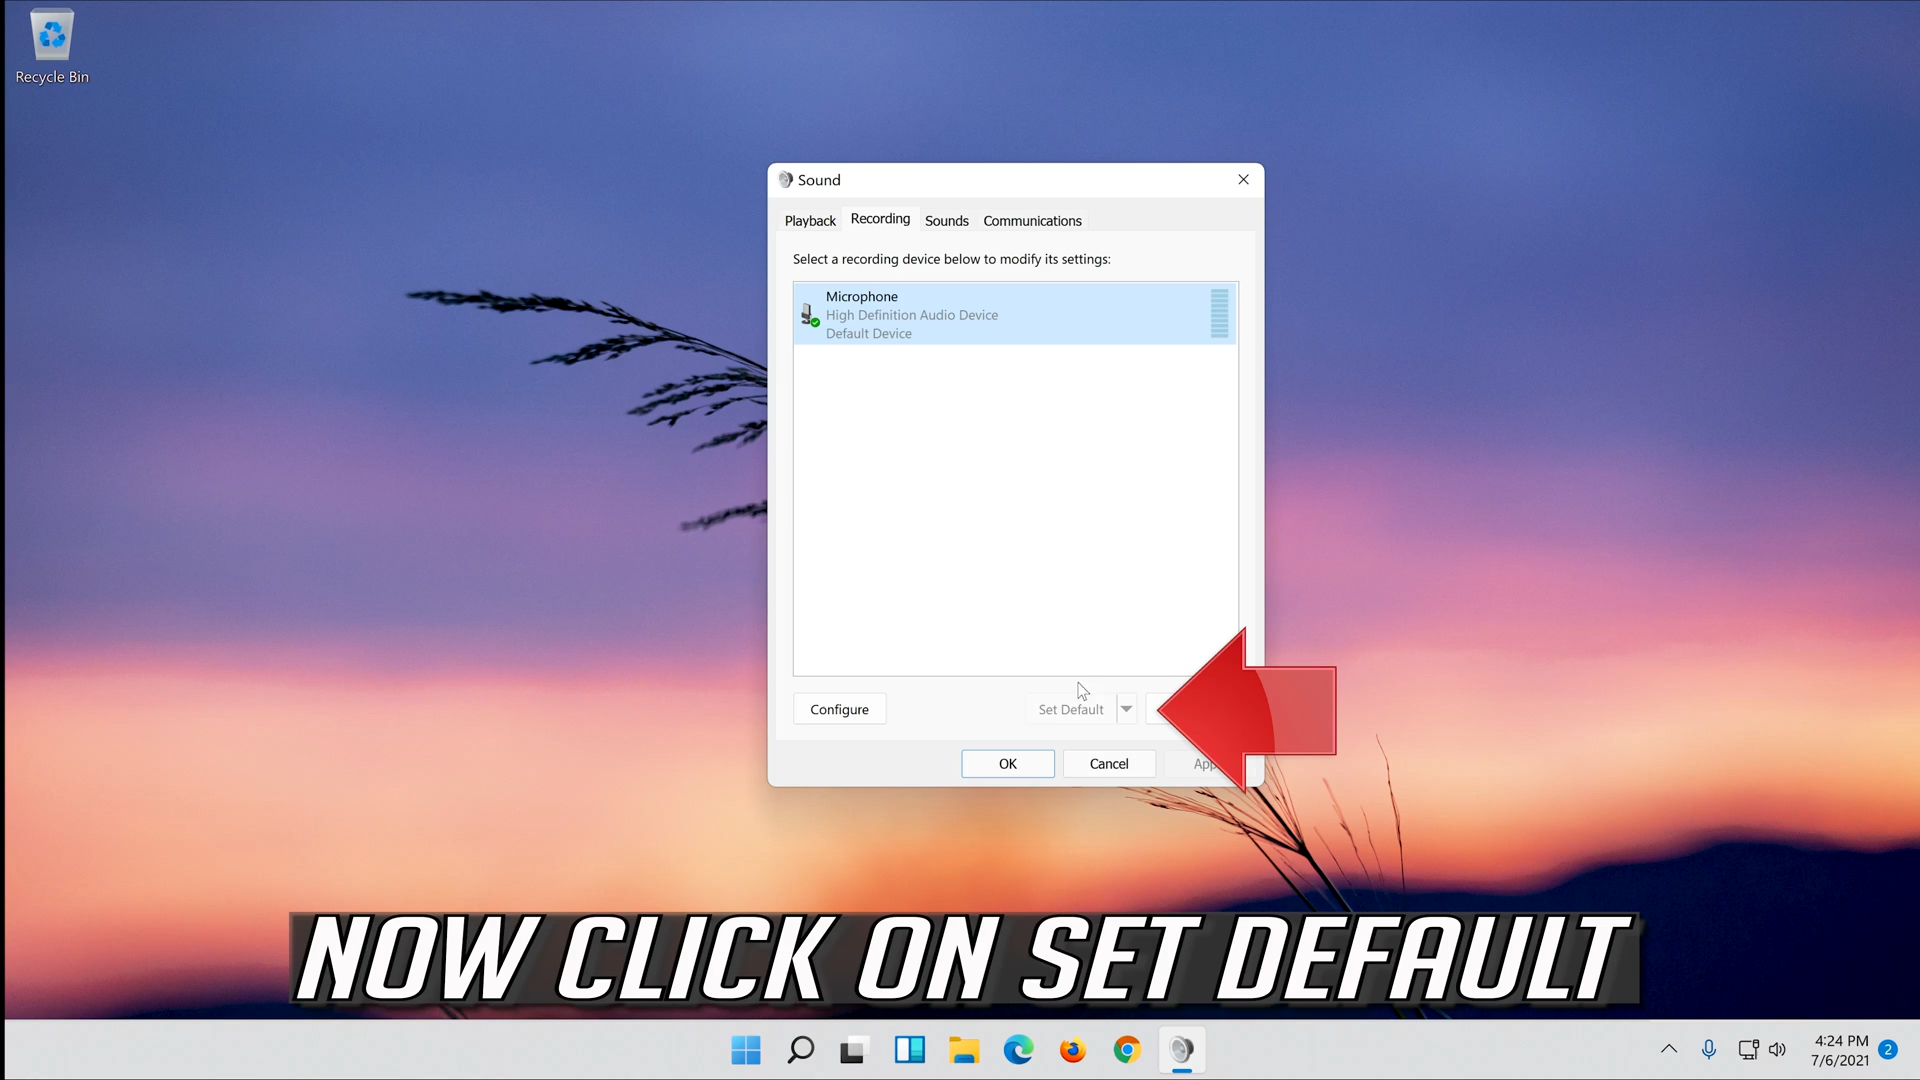 Recycle Bin
Sound
Playback
Recording
Sounds
Communications
Select a recording device below to modify its settings:
Microphone
High Definition Audio Device
Default Device
Configure
Set Default
OK
Cancel
NOW CLICK ON SET DEFAULT
4:24 PM
7/6/2021
2